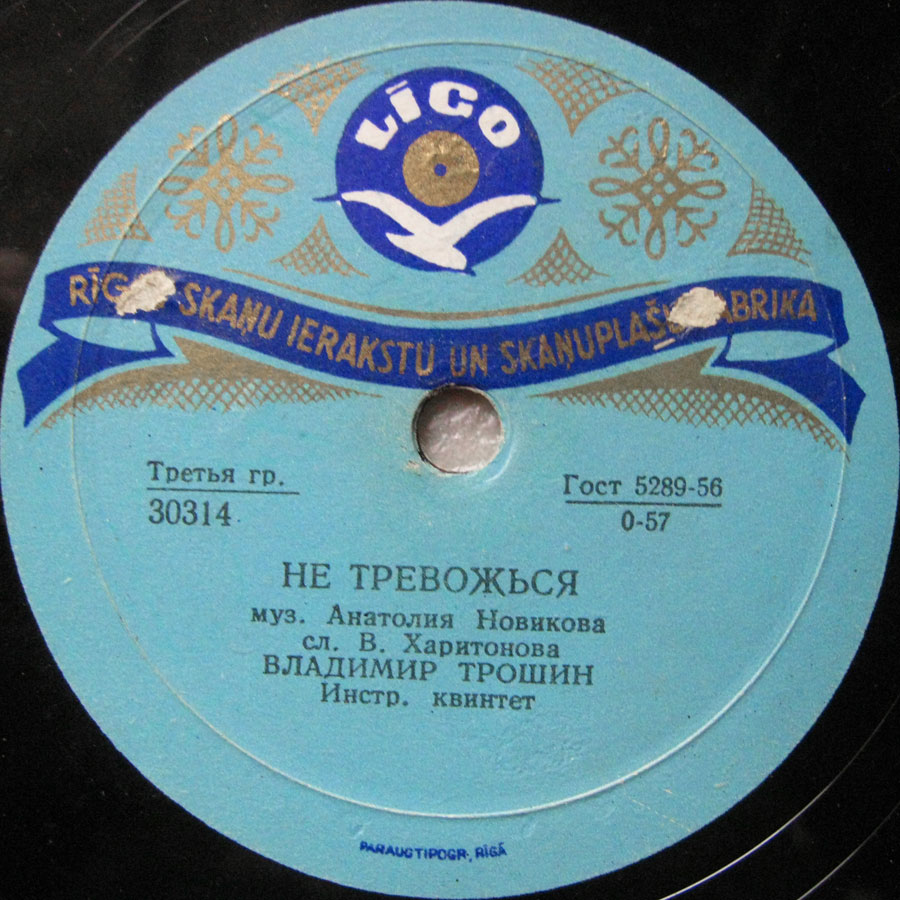 LĪGO
SKAŅU IERAKSTU UN
Третья гр.
30314
Гост 5289-56
0-57
НЕ ТРЕВОЖЬСЯ
муз. Анатолия Новикова
сл. В. Харитонова
ВЛАДИМИР ТРОШИН
Инстр. квинтет
PARAUGTIPOGR., RĪGĀ